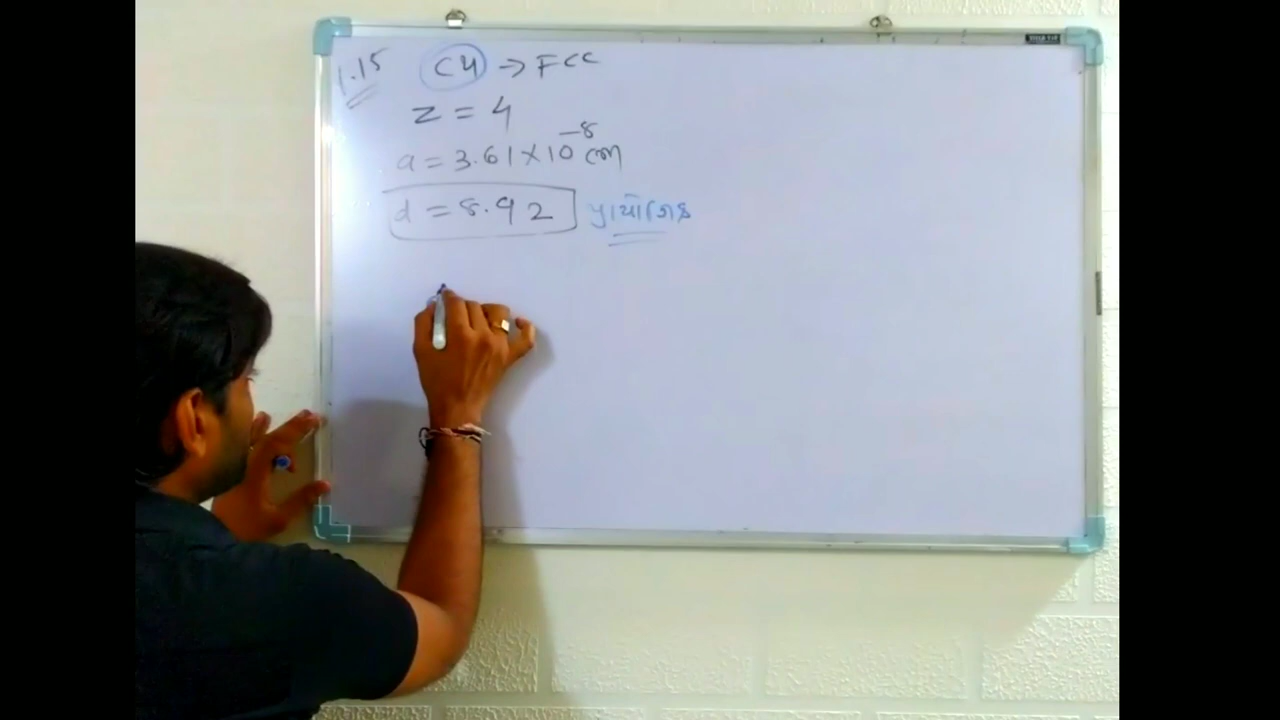 1.15 Cu → FCC
z = 4
a = 3.61 × 10⁻⁸ cm
d = 8.92 પ્રાયોગિક